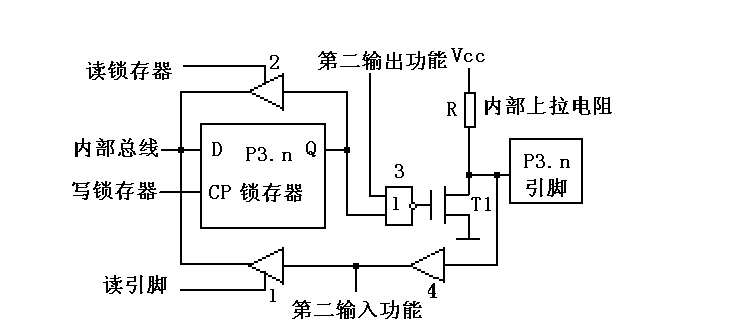 第二输出功能
Vcc
2
读锁存器
R
内部上拉电阻
内部总线
D
P3.n
Q
3
P3.n
引脚
写锁存器
CP
锁存器
1
T1
读引脚
1
第二输入功能
4